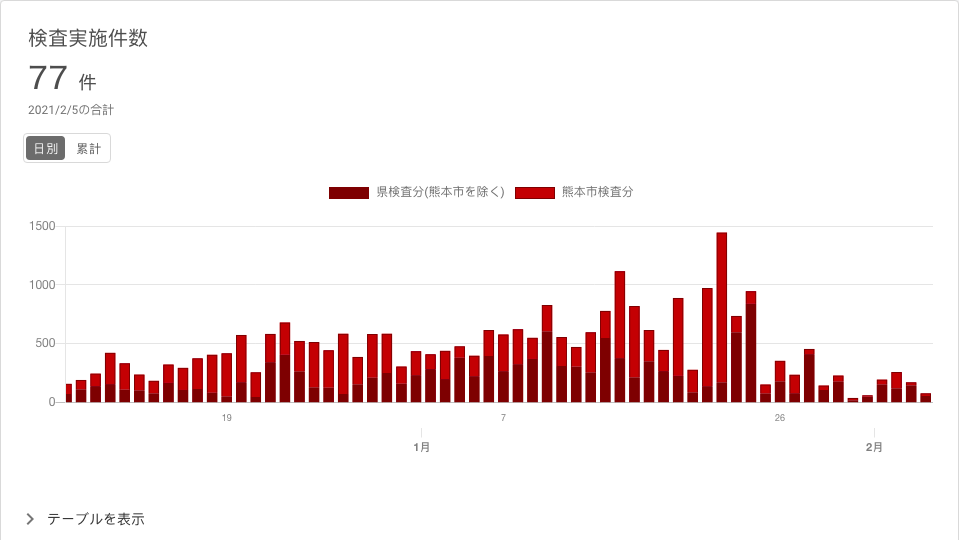 検査実施件数
77 件
2021/2/5の合計
日別 累計
県検査分(熊本市を除く) 熊本市検査分
1500
1000
500
0
19 7 26
1月 2月
テーブルを表示